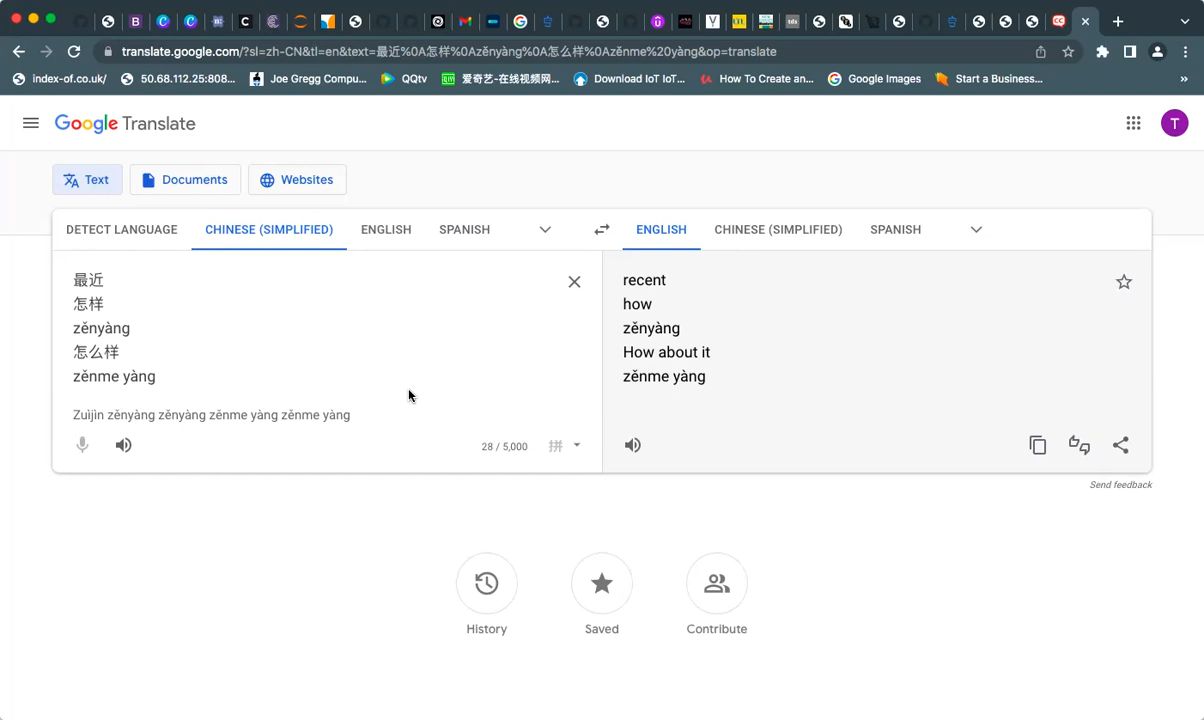 translate.google.com/?sl=zh-CN&tl=en&text=最近%0A怎样%0Azěnyàng%0A怎么样%0Azěnme%20yàng&op=translate
index-of.co.uk/ 50.68.112.25:808... Joe Gregg Compu... QQtv 爱奇艺-在线视频网... Download IoT IoT... How To Create an... Google Images Start a Business... »
Google Translate
T
Text Documents Websites
DETECT LANGUAGE CHINESE (SIMPLIFIED) ENGLISH SPANISH
ENGLISH CHINESE (SIMPLIFIED) SPANISH
最近
怎样
zěnyàng
怎么样
zěnme yàng
Zuìjìn zěnyàng zěnyàng zěnme yàng zěnme yàng
28 / 5,000 拼
recent
how
zěnyàng
How about it
zěnme yàng
Send feedback
History Saved Contribute